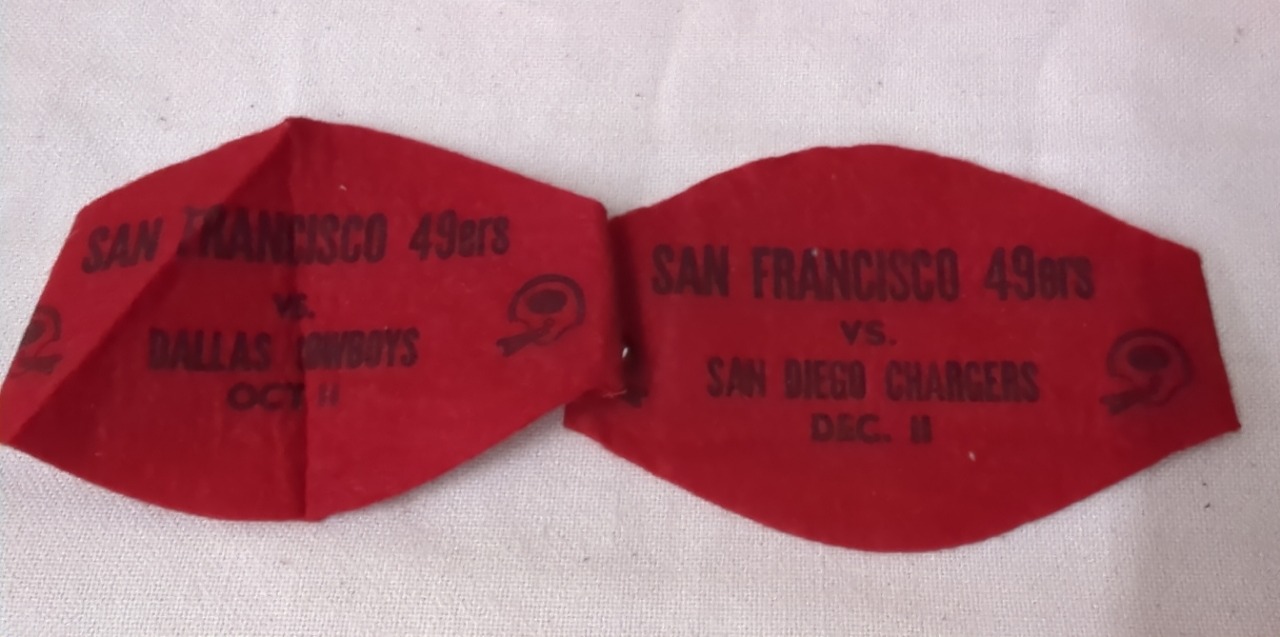 SAN FRANCISCO 49ers
vs.
DALLAS COWBOYS
OCT 11
SAN FRANCISCO 49ers
VS.
SAN DIEGO CHARGERS
DEC. 11